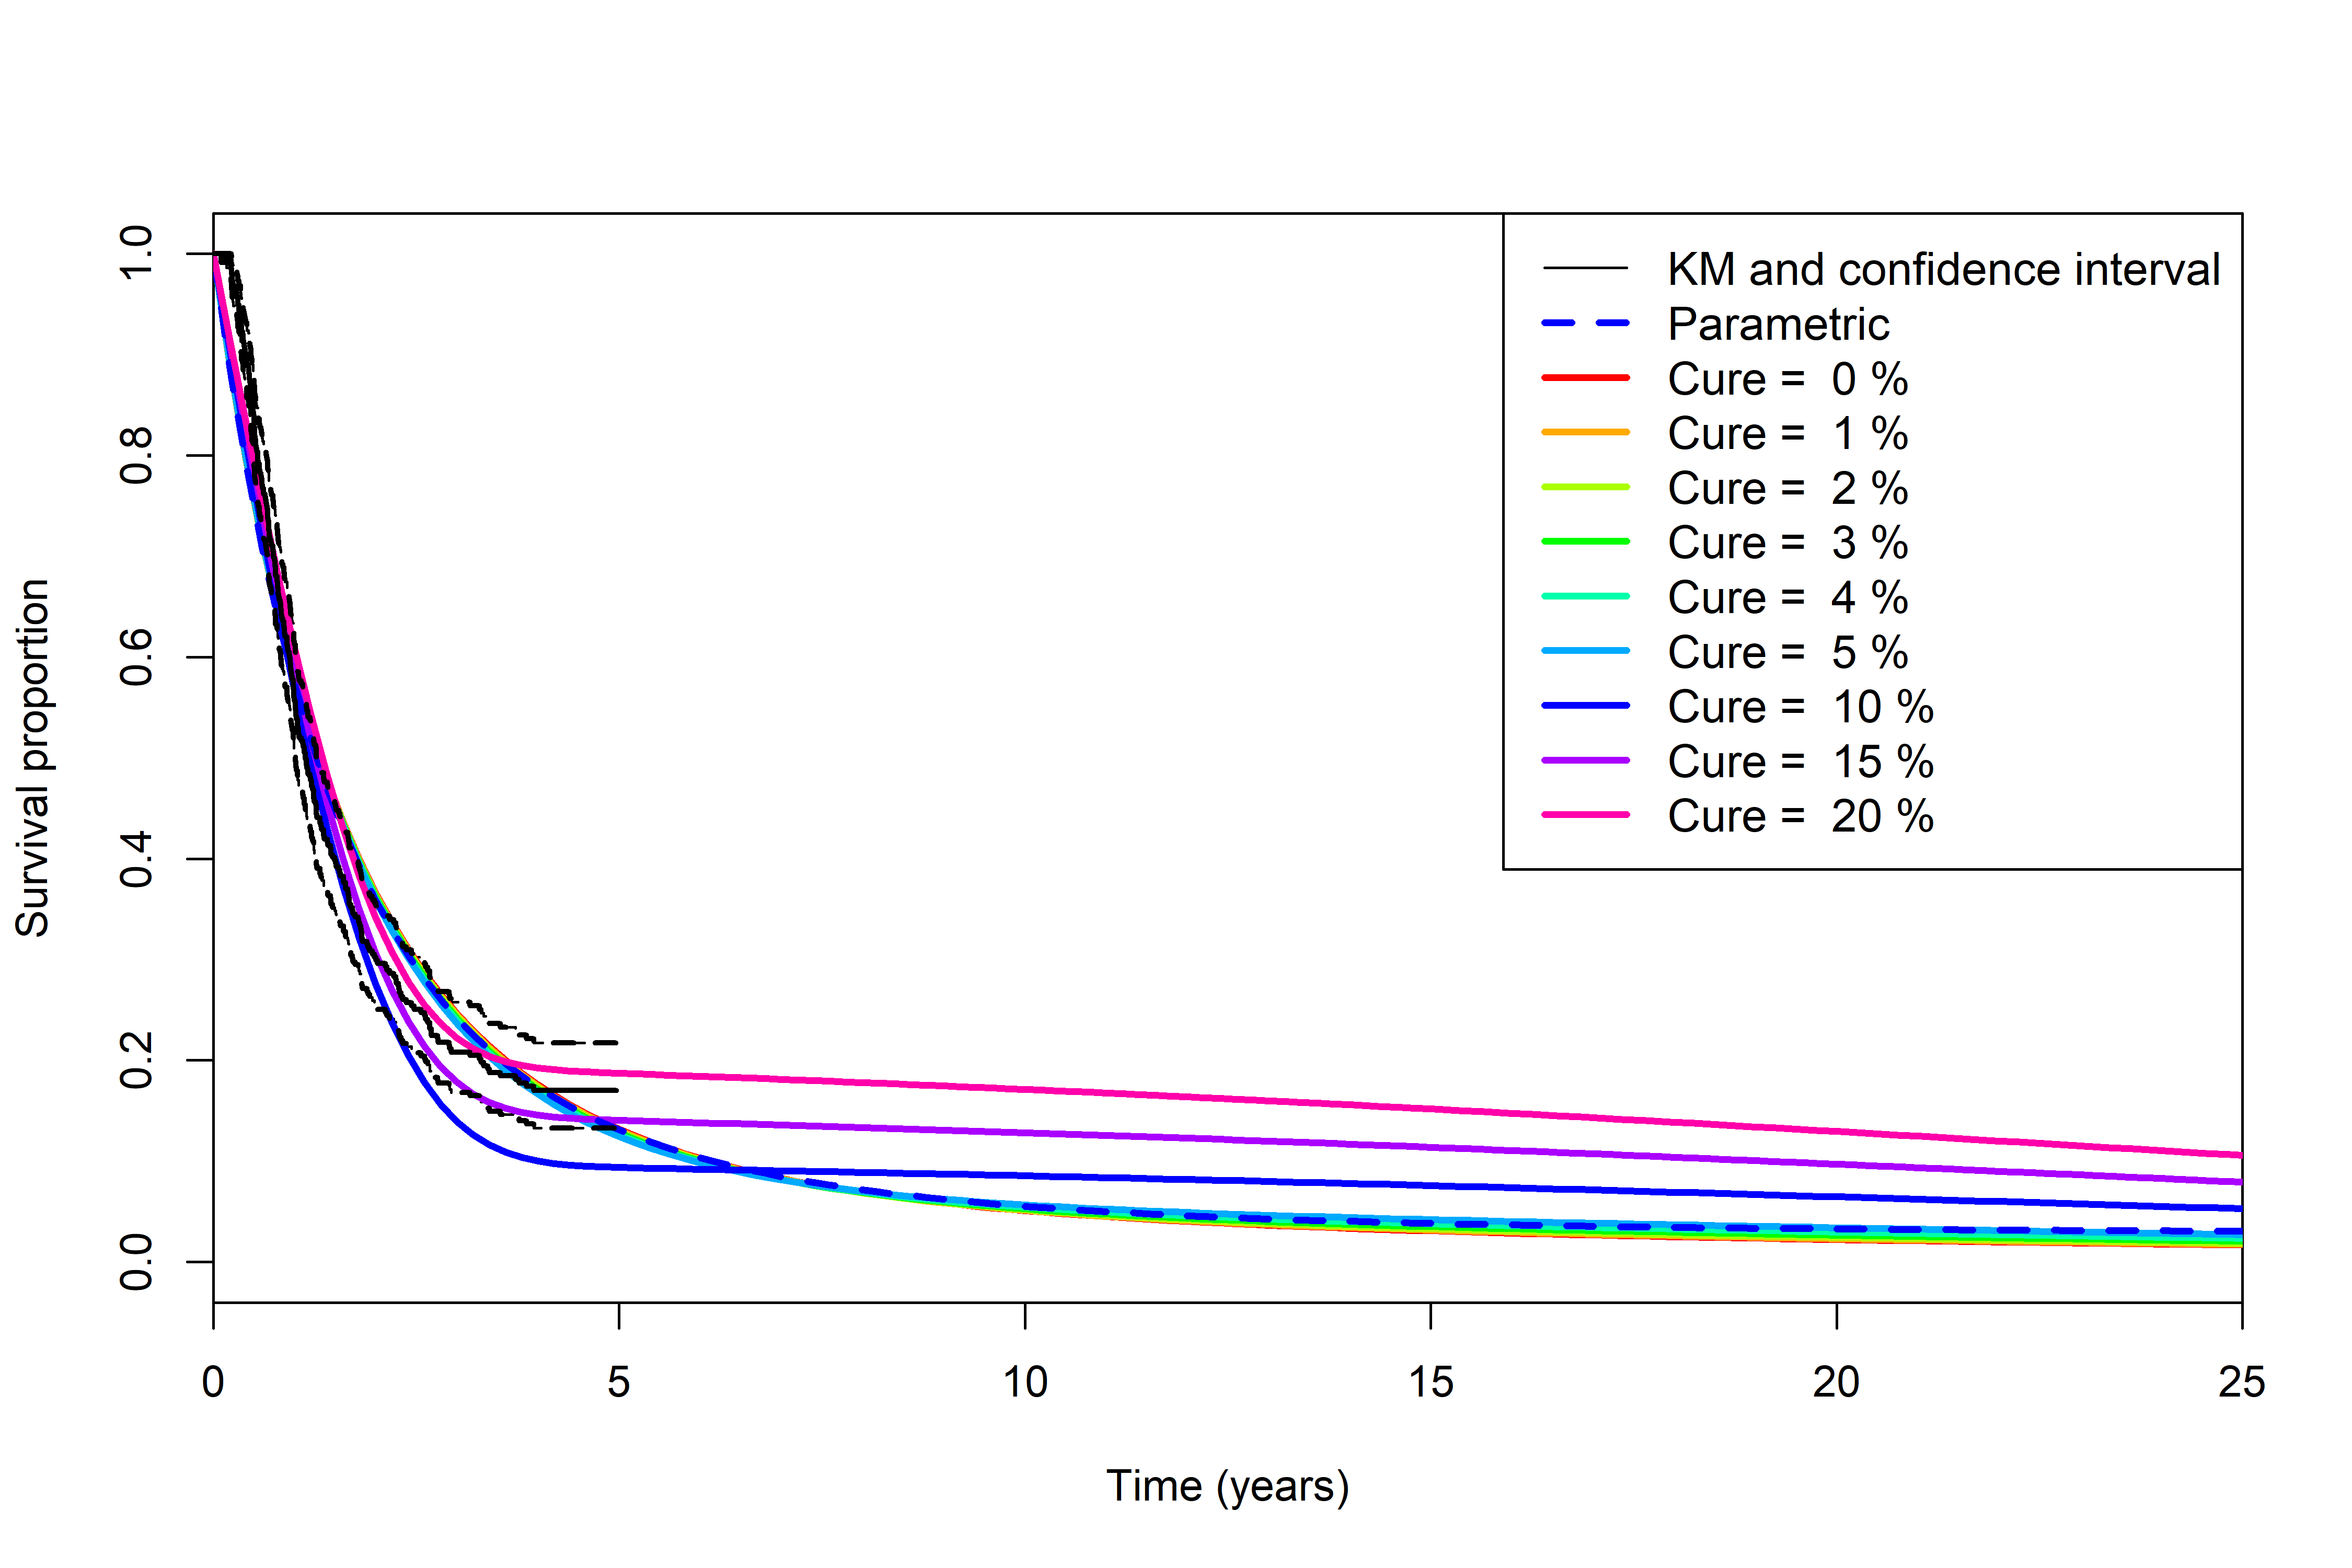 KM and confidence interval
Parametric
Cure = 0 %
Cure = 1 %
Cure = 2 %
Cure = 3 %
Cure = 4 %
Cure = 5 %
Cure = 10 %
Cure = 15 %
Cure = 20 %
Survival proportion
1.0
0.8
0.6
0.4
0.2
0.0
0 5 10 15 20 25
Time (years)